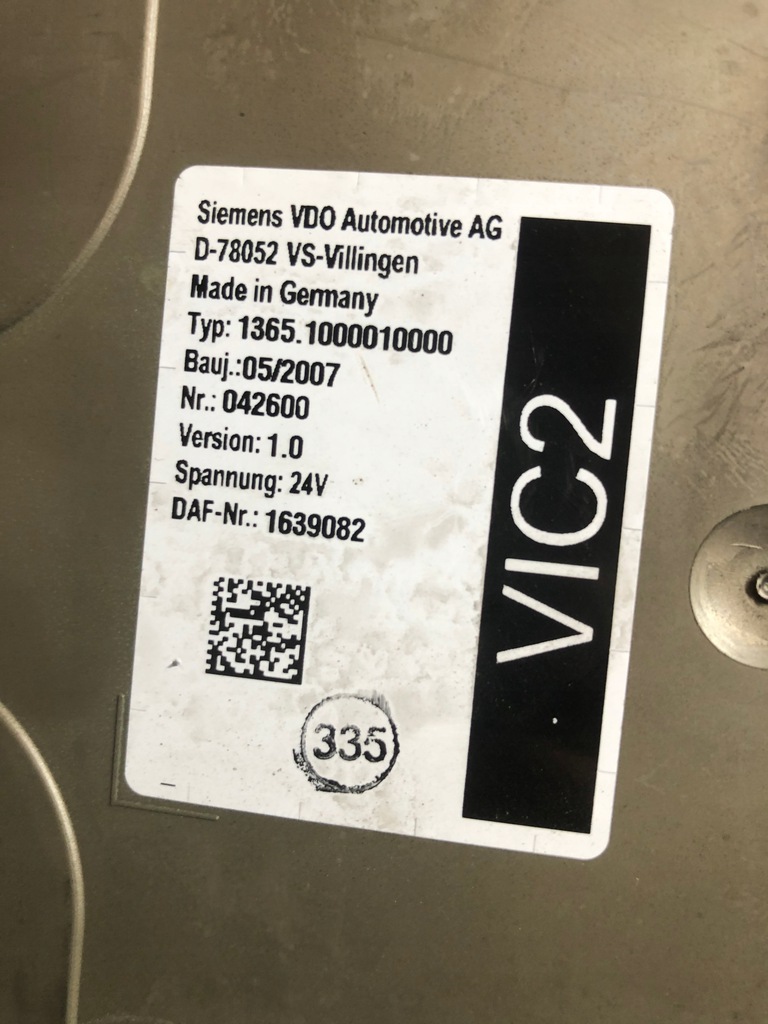 Siemens VDO Automotive AG
D-78052 VS-Villingen
Made in Germany
Typ: 1365.1000010000
Bauj.:05/2007
Nr.: 042600
Version: 1.0
Spannung: 24V
DAF-Nr.: 1639082
335
VIC2